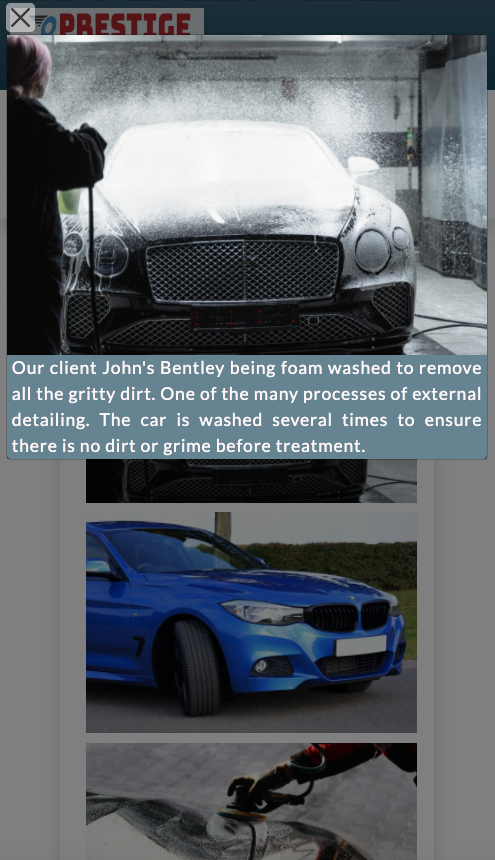 PRESTIGE
Our client John's Bentley being foam washed to remove
all the gritty dirt. One of the many processes of external
detailing. The car is washed several times to ensure
there is no dirt or grime before treatment.